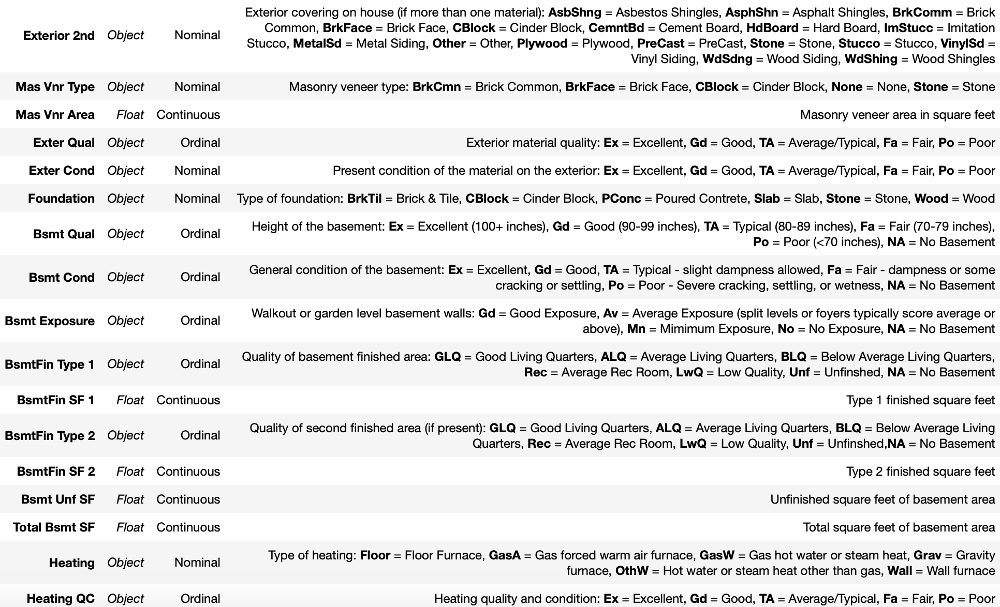 Exterior covering on house (if more than one material): AsbShng = Asbestos Shingles, AsphShn = Asphalt Shingles, BrkComm = Brick
Common, BrkFace = Brick Face, CBlock = Cinder Block, CemntBd = Cement Board, HdBoard = Hard Board, ImStucc = Imitation
Exterior 2nd Object Nominal
Stucco, MetalSd = Metal Siding, Other = Other, Plywood = Plywood, PreCast = PreCast, Stone = Stone, Stucco = Stucco, VinylSd =
Vinyl Siding, WdSdng = Wood Siding, WdShing = Wood Shingles
Mas Vnr Type Object Nominal Masonry veneer type: BrkCmn = Brick Common, BrkFace = Brick Face, CBlock = Cinder Block, None = None, Stone = Stone
Mas Vnr Area Float Continuous Masonry veneer area in square feet
Exter Qual Object Ordinal Exterior material quality: Ex = Excellent, Gd = Good, TA = Average/Typical, Fa = Fair, Po = Poor
Exter Cond Object Nominal Present condition of the material on the exterior: Ex = Excellent, Gd = Good, TA = Average/Typical, Fa = Fair, Po = Poor
Foundation Object Nominal Type of foundation: BrkTil = Brick & Tile, CBlock = Cinder Block, PConc = Poured Contrete, Slab = Slab, Stone = Stone, Wood = Wood
Bsmt Qual Object Ordinal Height of the basement: Ex = Excellent (100+ inches), Gd = Good (90-99 inches), TA = Typical (80-89 inches), Fa = Fair (70-79 inches),
Po = Poor (<70 inches), NA = No Basement
Bsmt Cond Object Ordinal General condition of the basement: Ex = Excellent, Gd = Good, TA = Typical - slight dampness allowed, Fa = Fair - dampness or some
cracking or settling, Po = Poor - Severe cracking, settling, or wetness, NA = No Basement
Bsmt Exposure Object Ordinal Walkout or garden level basement walls: Gd = Good Exposure, Av = Average Exposure (split levels or foyers typically score average or
above), Mn = Mimimum Exposure, No = No Exposure, NA = No Basement
BsmtFin Type 1 Object Ordinal Quality of basement finished area: GLQ = Good Living Quarters, ALQ = Average Living Quarters, BLQ = Below Average Living Quarters,
Rec = Average Rec Room, LwQ = Low Quality, Unf = Unfinshed, NA = No Basement
BsmtFin SF 1 Float Continuous Type 1 finished square feet
BsmtFin Type 2 Object Ordinal Quality of second finished area (if present): GLQ = Good Living Quarters, ALQ = Average Living Quarters, BLQ = Below Average Living
Quarters, Rec = Average Rec Room, LwQ = Low Quality, Unf = Unfinshed,NA = No Basement
BsmtFin SF 2 Float Continuous Type 2 finished square feet
Bsmt Unf SF Float Continuous Unfinished square feet of basement area
Total Bsmt SF Float Continuous Total square feet of basement area
Heating Object Nominal Type of heating: Floor = Floor Furnace, GasA = Gas forced warm air furnace, GasW = Gas hot water or steam heat, Grav = Gravity
furnace, OthW = Hot water or steam heat other than gas, Wall = Wall furnace
Heating QC Object Ordinal Heating quality and condition: Ex = Excellent, Gd = Good, TA = Average/Typical, Fa = Fair, Po = Poor